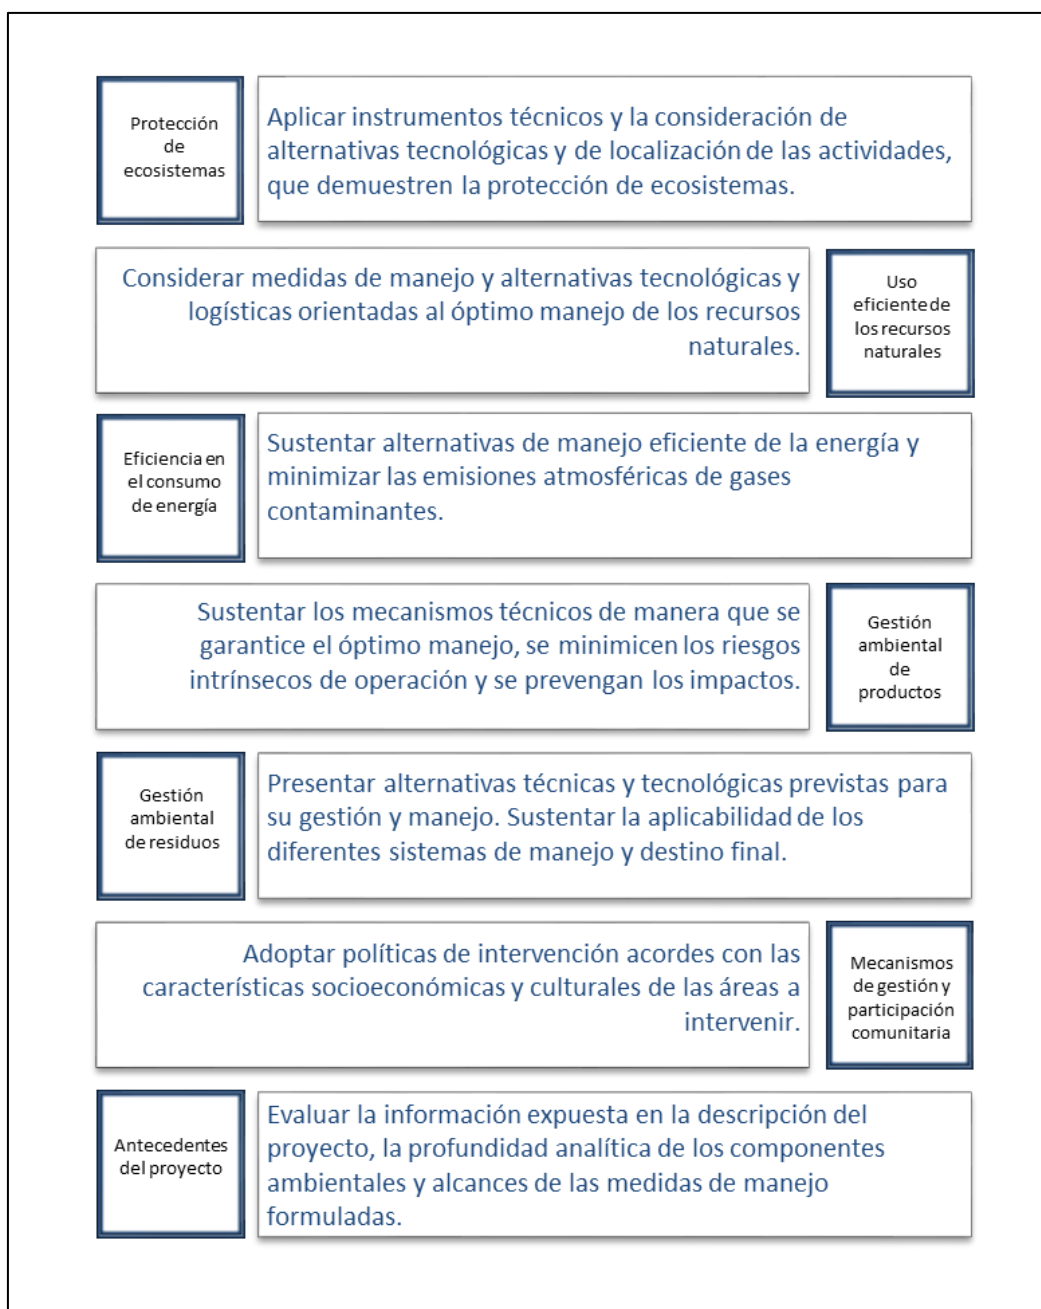 Protección
de
ecosistemas
Aplicar instrumentos técnicos y la consideración de
alternativas tecnológicas y de localización de las actividades,
que demuestren la protección de ecosistemas.
Considerar medidas de manejo y alternativas tecnológicas y
logísticas orientadas al óptimo manejo de los recursos
naturales.
Uso
eficiente de
los recursos
naturales
Eficiencia en
el consumo
de energía
Sustentar alternativas de manejo eficiente de la energía y
minimizar las emisiones atmosféricas de gases
contaminantes.
Sustentar los mecanismos técnicos de manera que se
garantice el óptimo manejo, se minimicen los riesgos
intrínsecos de operación y se prevengan los impactos.
Gestión
ambiental
de
productos
Gestión
ambiental
de residuos
Presentar alternativas técnicas y tecnológicas previstas para
su gestión y manejo. Sustentar la aplicabilidad de los
diferentes sistemas de manejo y destino final.
Adoptar políticas de intervención acordes con las
características socioeconómicas y culturales de las áreas a
intervenir.
Mecanismos
de gestión y
participación
comunitaria
Antecedentes
del proyecto
Evaluar la información expuesta en la descripción del
proyecto, la profundidad analítica de los componentes
ambientales y alcances de las medidas de manejo
formuladas.